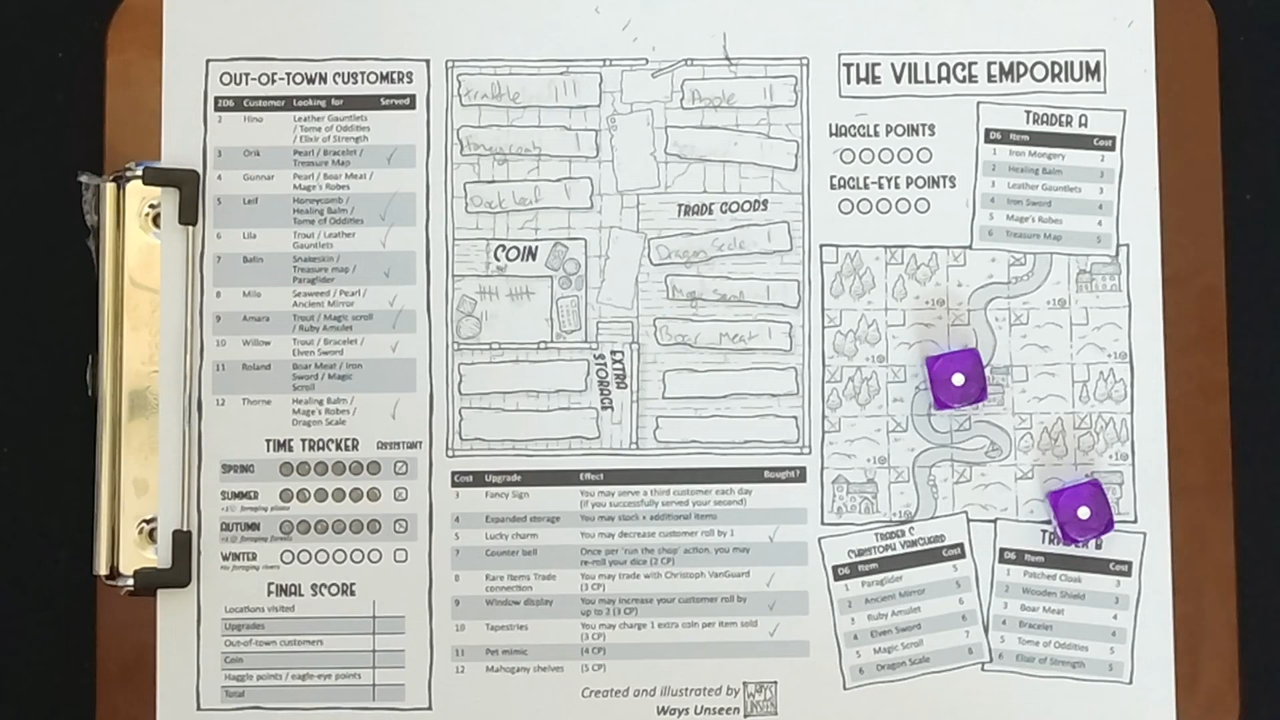 OUT-OF-TOWN CUSTOMERS
2D6 Customer Looking for Served
2 Hino Leather Gauntlets
/ Tome of Oddities
/ Elixir of Strength
3 Orik Pearl / Bracelet /
Treasure Map
4 Gunnar Pearl / Boar Meat /
Mage's Robes
5 Leif Honeycomb /
Healing Balm /
Tome of Oddities
6 Lila Trout / Leather
Gauntlets
7 Balin Snakeskin /
Treasure map /
Paraglider
8 Milo Seaweed / Pearl /
Ancient Mirror
9 Amara Trout / Magic scroll
/ Ruby Amulet
10 Willow Trout / Bracelet /
Elven Sword
11 Roland Boar Meat / Iron
Sword / Magic
Scroll
12 Thorne Healing Balm /
Mage's Robes /
Dragon Scale
TIME TRACKER ASSISTANT
SPRING
SUMMER
AUTUMN
WINTER
No foraging rivers
FINAL SCORE
Locations visited
Upgrades
Out-of-town customers
Coin
Haggle points / eagle-eye points
Total
Truffle
Honeycomb
Dock Leaf
Apple
COIN
TRADE GOODS
Dragon Scale
Boar Meat
EXTRA
STORAGE
Cost Upgrade Effect Bought?
3 Fancy Sign You may serve a third customer each day
(if you successfully served your second)
4 Expanded storage You may stack additional items
5 Lucky charm You may decrease customer roll by 1
7 Counter bell Once per 'run the shop' action, you may
re-roll your dice (2 CP)
8 Rare Items Trade You may trade with Christoph VanGuard
connection (3 CP)
9 Window display You may increase your customer roll by
up to 2 (3 CP)
10 Tapestries You may charge 1 extra coin per item sold
(3 CP)
11 Pet mimic (4 CP)
12 Mahogany shelves (5 CP)
Created and illustrated by
Ways Unseen
WAYS
UNSEEN
THE VILLAGE EMPORIUM
HAGGLE POINTS
EAGLE-EYE POINTS
TRADER A
D6 Item Cost
1 Iron Mongery 2
2 Healing Balm 3
3 Leather Gauntlets 3
4 Iron Sword 4
5 Mage's Robes 4
6 Treasure Map 5
+1
+1
+1
+1
+1
+1
TRADER C
CHRISTOPH VANGUARD
D6 Item Cost
1 Paraglider 5
2 Ancient Mirror 5
3 Ruby Amulet 6
4 Elven Sword 6
5 Magic Scroll 7
6 Dragon Scale 8
TRADER B
D6 Item Cost
1 Patched Cloak 3
2 Wooden Shield 3
3 Boar Meat 4
4 Bracelet 4
5 Tome of Oddities 5
6 Elixir of Strength 5